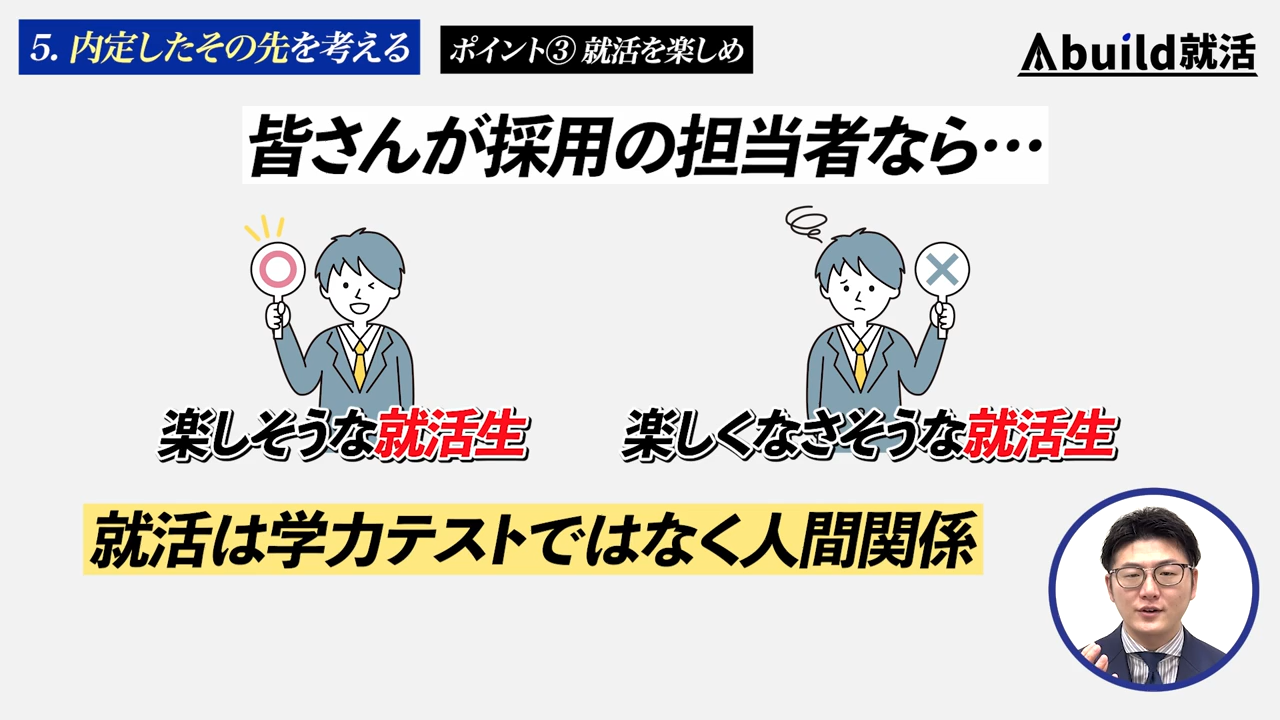 5. 内定したその先を考える
ポイント③ 就活を楽しめ
Abuild就活
皆さんが採用の担当者なら…
楽しそうな就活生
楽しくなさそうな就活生
就活は学力テストではなく人間関係